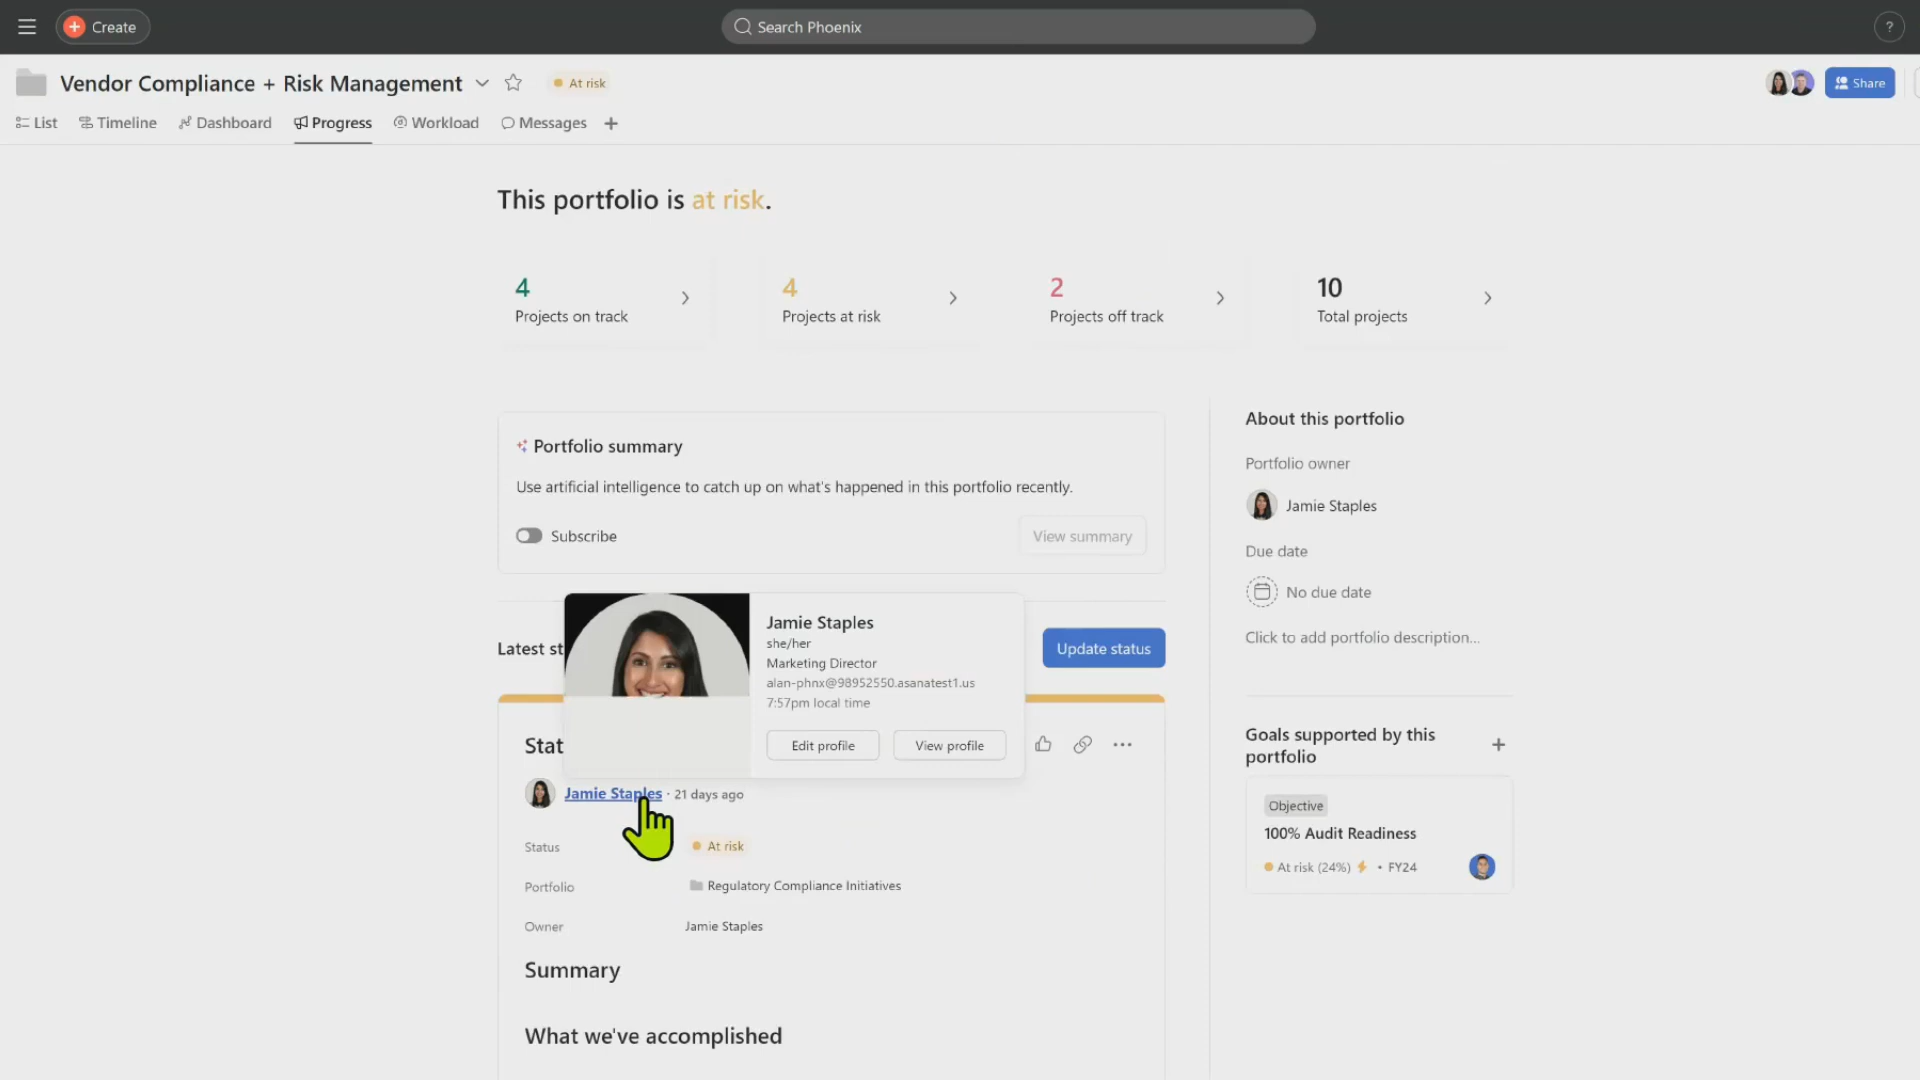 Create
Search Phoenix
?
Vendor Compliance + Risk Management
At risk
Share
List
Timeline
Dashboard
Progress
Workload
Messages
This portfolio is at risk.
4
Projects on track
4
Projects at risk
2
Projects off track
10
Total projects
Portfolio summary
Use artificial intelligence to catch up on what's happened in this portfolio recently.
Subscribe
View summary
About this portfolio
Portfolio owner
Jamie Staples
Due date
No due date
Click to add portfolio description...
Latest st
Update status
Jamie Staples
she/her
Marketing Director
alan-phnx@98952550.asanatest1.us
7:57pm local time
Edit profile
View profile
Stat
Jamie Staples · 21 days ago
Status
At risk
Portfolio
Regulatory Compliance Initiatives
Owner
Jamie Staples
Summary
What we've accomplished
Goals supported by this
portfolio
Objective
100% Audit Readiness
At risk (24%) • FY24